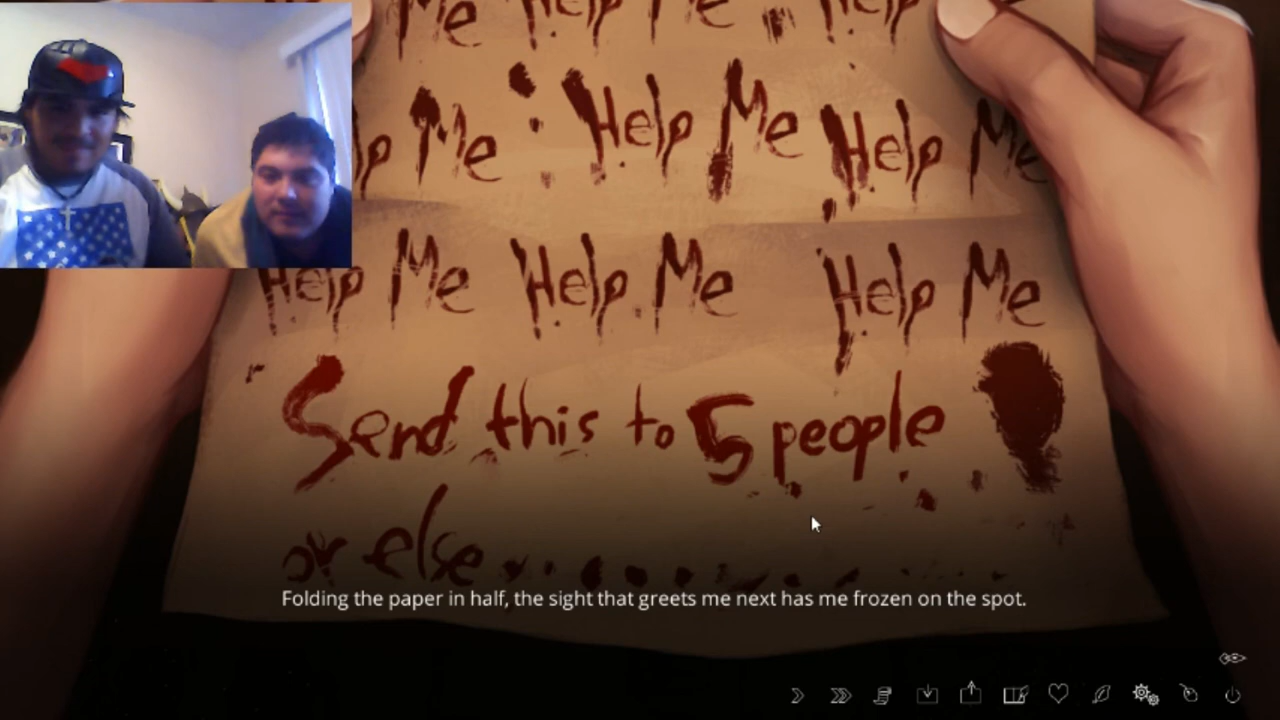 Me Help Me Help
Me Help Me Help Me
Help Me Help Me Help Me
Send this to 5 people
or else
Folding the paper in half, the sight that greets me next has me frozen on the spot.